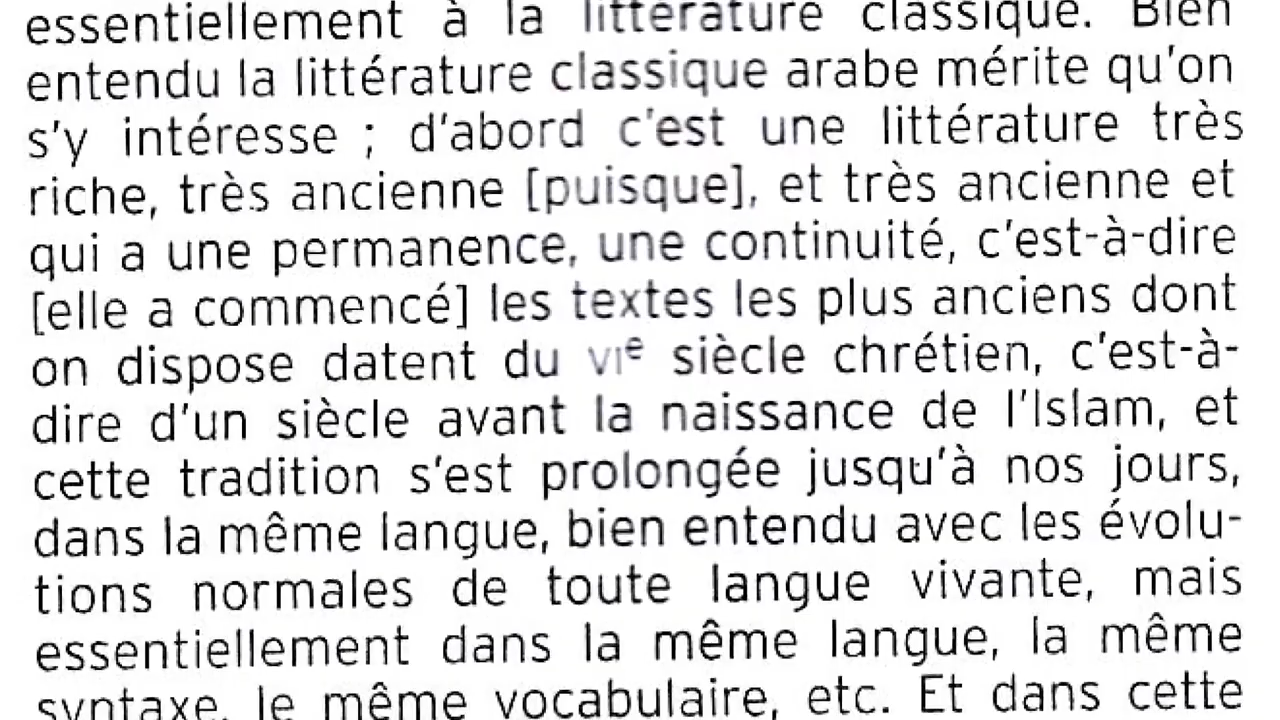 essentiellement à la littérature classique. Bien
entendu la littérature classique arabe mérite qu'on
s'y intéresse ; d'abord c'est une littérature très
riche, très ancienne [puisque], et très ancienne et
qui a une permanence, une continuité, c'est-à-dire
[elle a commencé] les textes les plus anciens dont
on dispose datent du VIe siècle chrétien, c'est-à-
dire d'un siècle avant la naissance de l'Islam, et
cette tradition s'est prolongée jusqu'à nos jours,
dans la même langue, bien entendu avec les évolu-
tions normales de toute langue vivante, mais
essentiellement dans la même langue, la même
syntaxe, le même vocabulaire, etc. Et dans cette